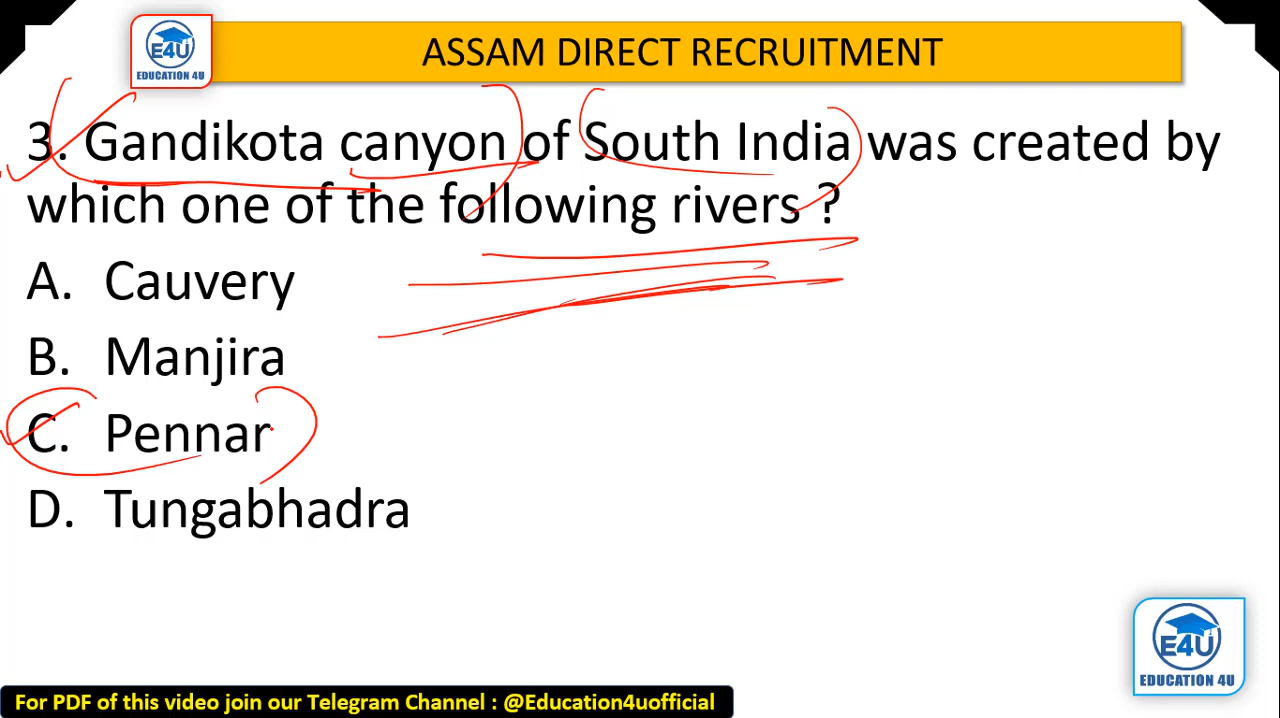 E4U
EDUCATION 4U
ASSAM DIRECT RECRUITMENT
3. Gandikota canyon of South India was created by
which one of the following rivers ?
A. Cauvery
B. Manjira
C. Pennar
D. Tungabhadra
E4U
EDUCATION 4U
For PDF of this video join our Telegram Channel : @Education4uofficial